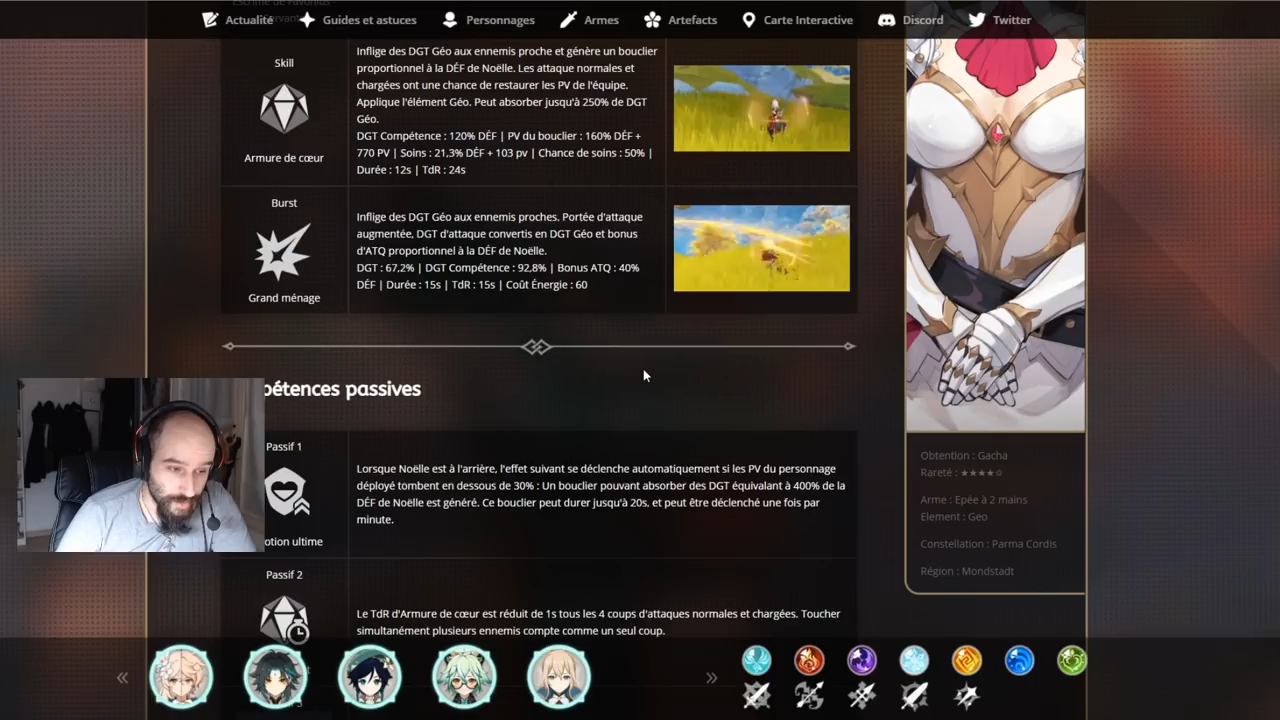 Actualité
Guides et astuces
Personnages
Armes
Artefacts
Carte Interactive
Discord
Twitter
Skill
Armure de cœur
Inflige des DGT Géo aux ennemis proche et génère un bouclier
proportionnel à la DÉF de Noëlle. Les attaque normales et
chargées ont une chance de restaurer les PV de l'équipe.
Applique l'élément Géo. Peut absorber jusqu'à 250% de DGT
Géo.
DGT Compétence : 120% DÉF | PV du bouclier : 160% DÉF +
770 PV | Soins : 21,3% DÉF + 103 pv | Chance de soins : 50% |
Durée : 12s | TdR : 24s
Burst
Grand ménage
Inflige des DGT Géo aux ennemis proches. Portée d'attaque
augmentée, DGT d'attaque convertis en DGT Géo et bonus
d'ATQ proportionnel à la DÉF de Noëlle.
DGT : 67,2% | DGT Compétence : 92,8% | Bonus ATQ : 40%
DÉF | Durée : 15s | TdR : 15s | Coût Énergie : 60
pétences passives
Passif 1
otion ultime
Lorsque Noëlle est à l'arrière, l'effet suivant se déclenche automatiquement si les PV du personnage
déployé tombent en dessous de 30% : Un bouclier pouvant absorber des DGT équivalant à 400% de la
DÉF de Noëlle est généré. Ce bouclier peut durer jusqu'à 20s, et peut être déclenché une fois par
minute.
Passif 2
Le TdR d'Armure de cœur est réduit de 1s tous les 4 coups d'attaques normales et chargées. Toucher
simultanément plusieurs ennemis compte comme un seul coup.
Obtention : Gacha
Rareté : ★★★★☆
Arme : Epée à 2 mains
Element : Geo
Constellation : Parma Cordis
Région : Mondstadt